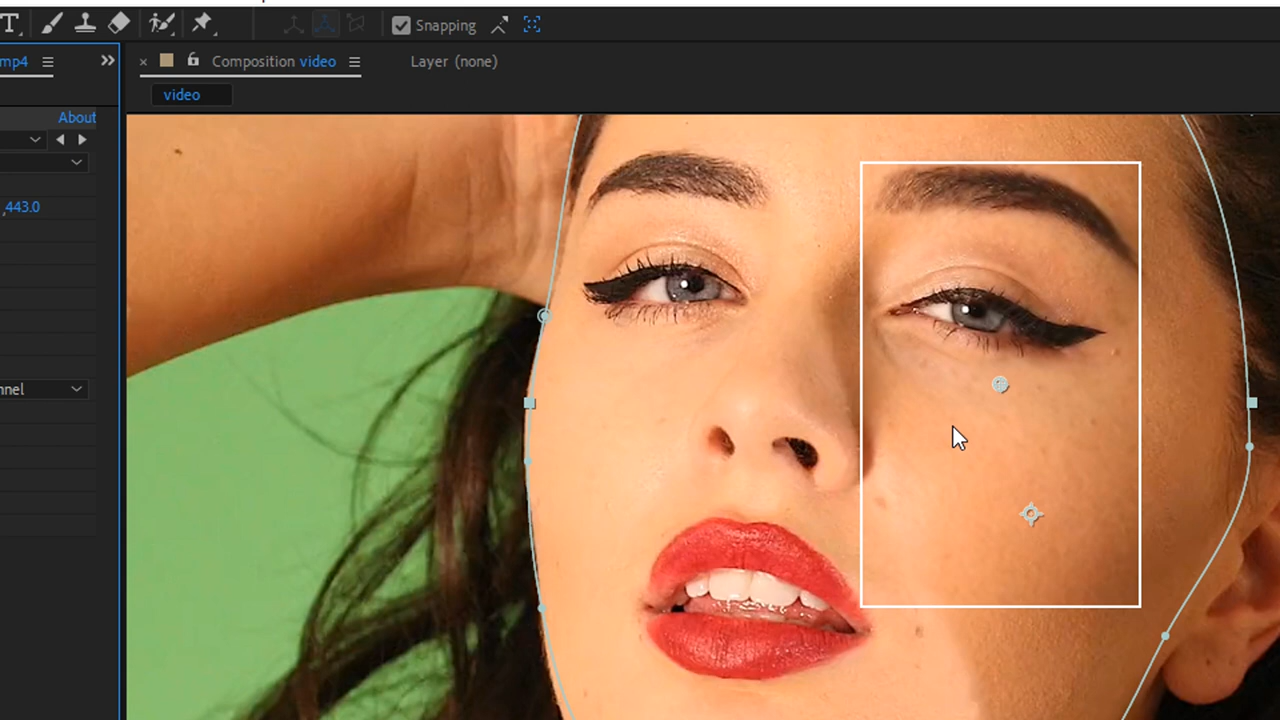 T
Snapping
mp4
Composition video
Layer (none)
video
About
,443.0
nnel